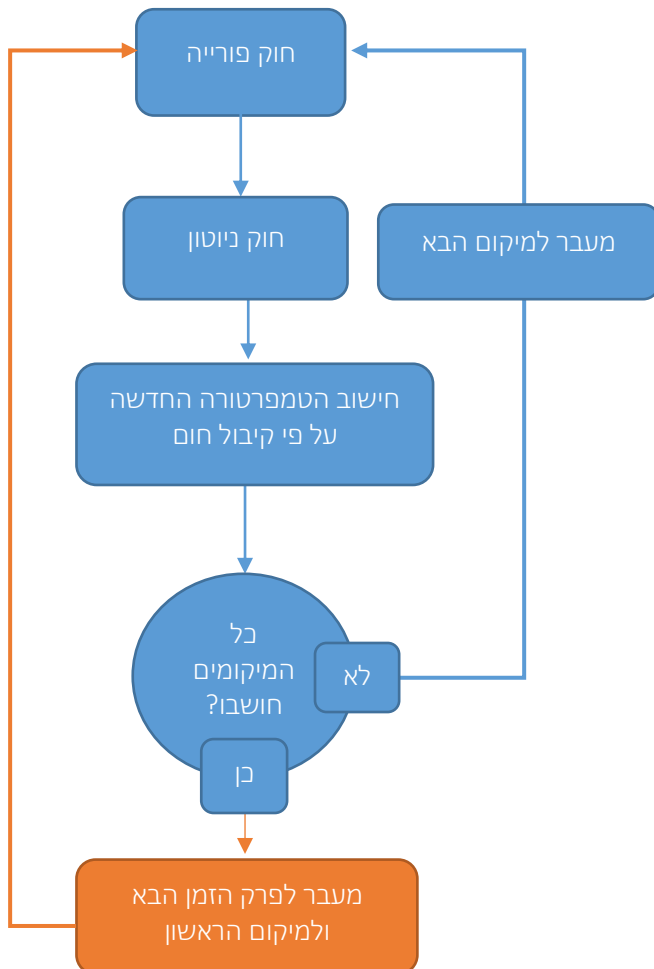 חוק פורייה
חוק ניוטון
מעבר למיקום הבא
חישוב הטמפרטורה החדשה
על פי קיבול חום
כל
המיקומים
חושבו?
לא
כן
מעבר לפרק הזמן הבא
ולמיקום הראשון